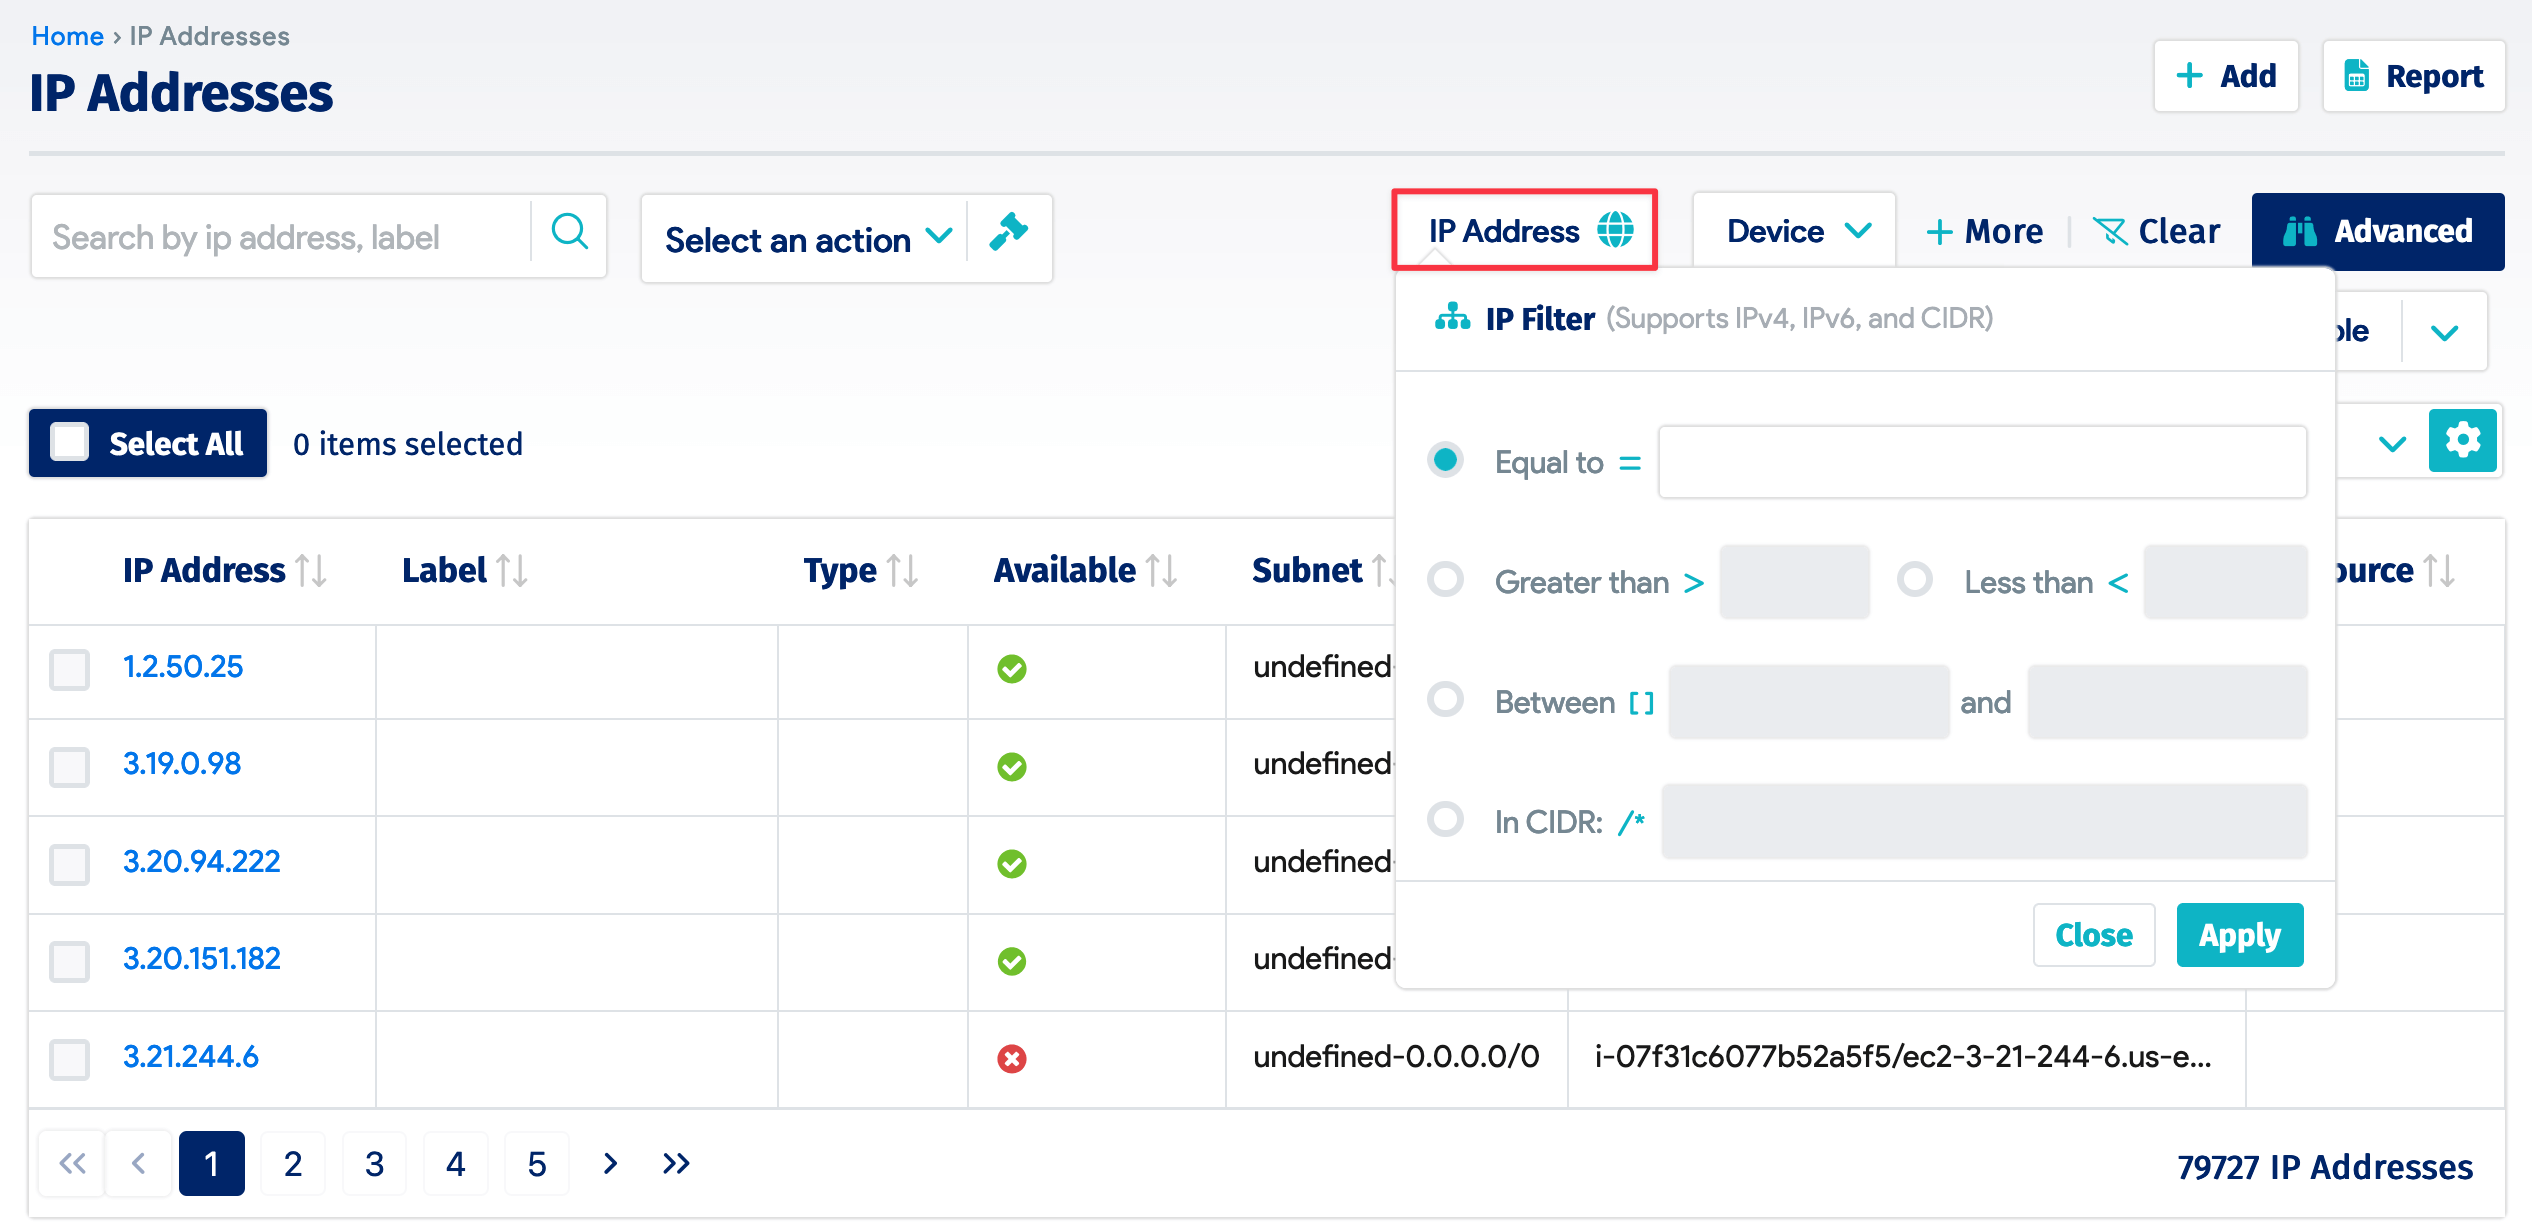 Home › IP Addresses
IP Addresses
+ Add
Report
Search by ip address, label
Select an action
IP Address
Device
+ More
Clear
Advanced
IP Filter (Supports IPv4, IPv6, and CIDR)
Select All
0 items selected
Equal to =
Greater than >
Less than <
Between []
and
In CIDR: /*
Close
Apply
IP Address
Label
Type
Available
Subnet
1.2.50.25
undefined-
3.19.0.98
undefined-
3.20.94.222
undefined-
3.20.151.182
undefined-
3.21.244.6
undefined-0.0.0.0/0
i-07f31c6077b52a5f5/ec2-3-21-244-6.us-e...
« ‹ 1 2 3 4 5 › »
79727 IP Addresses